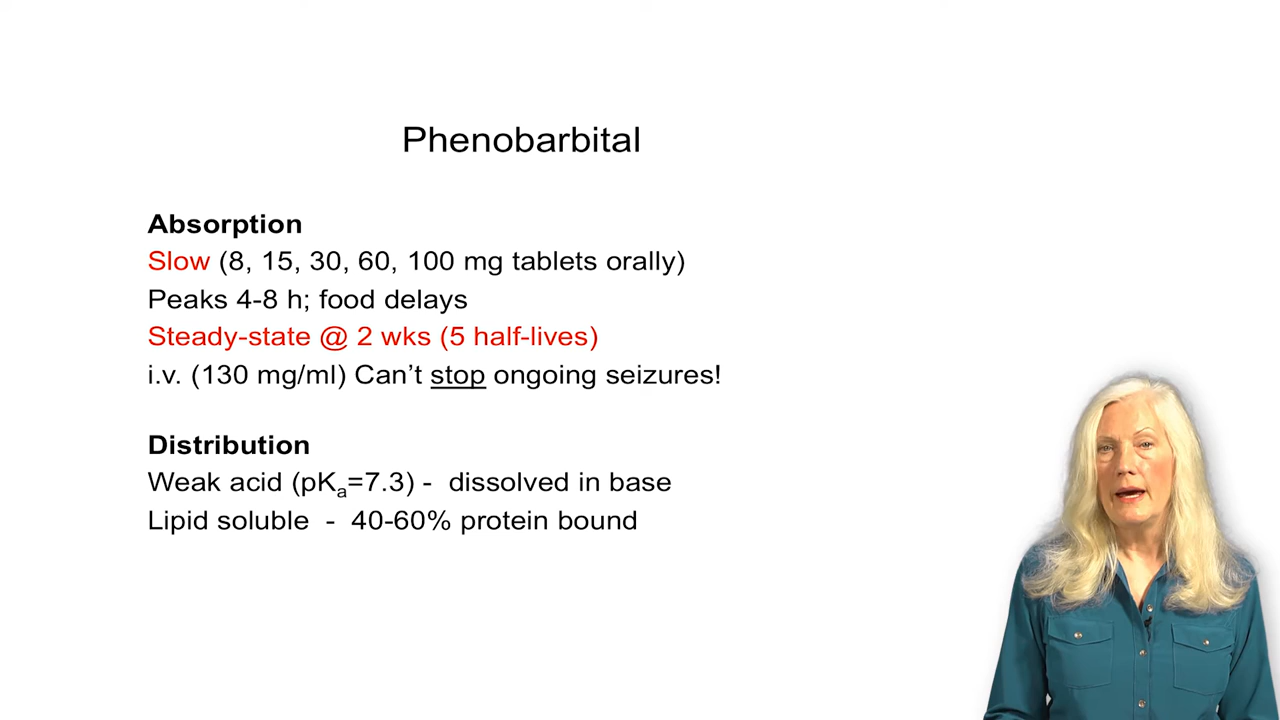 Phenobarbital
Absorption
Slow (8, 15, 30, 60, 100 mg tablets orally)
Peaks 4-8 h; food delays
Steady-state @ 2 wks (5 half-lives)
i.v. (130 mg/ml) Can’t stop ongoing seizures!
Distribution
Weak acid (pKa=7.3) - dissolved in base
Lipid soluble - 40-60% protein bound